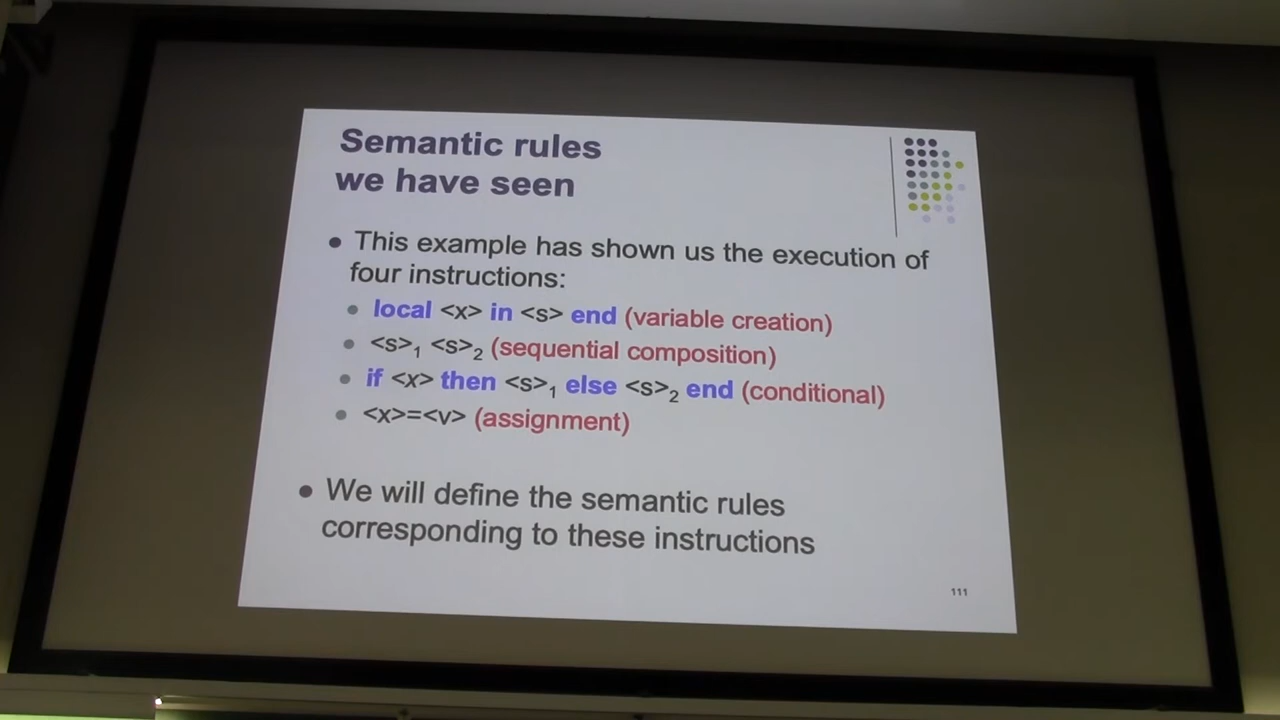 Semantic rules
we have seen
• This example has shown us the execution of
four instructions:
• local <x> in <s> end (variable creation)
• <s>₁ <s>₂ (sequential composition)
• if <x> then <s>₁ else <s>₂ end (conditional)
• <x>=<v> (assignment)
• We will define the semantic rules
corresponding to these instructions
111